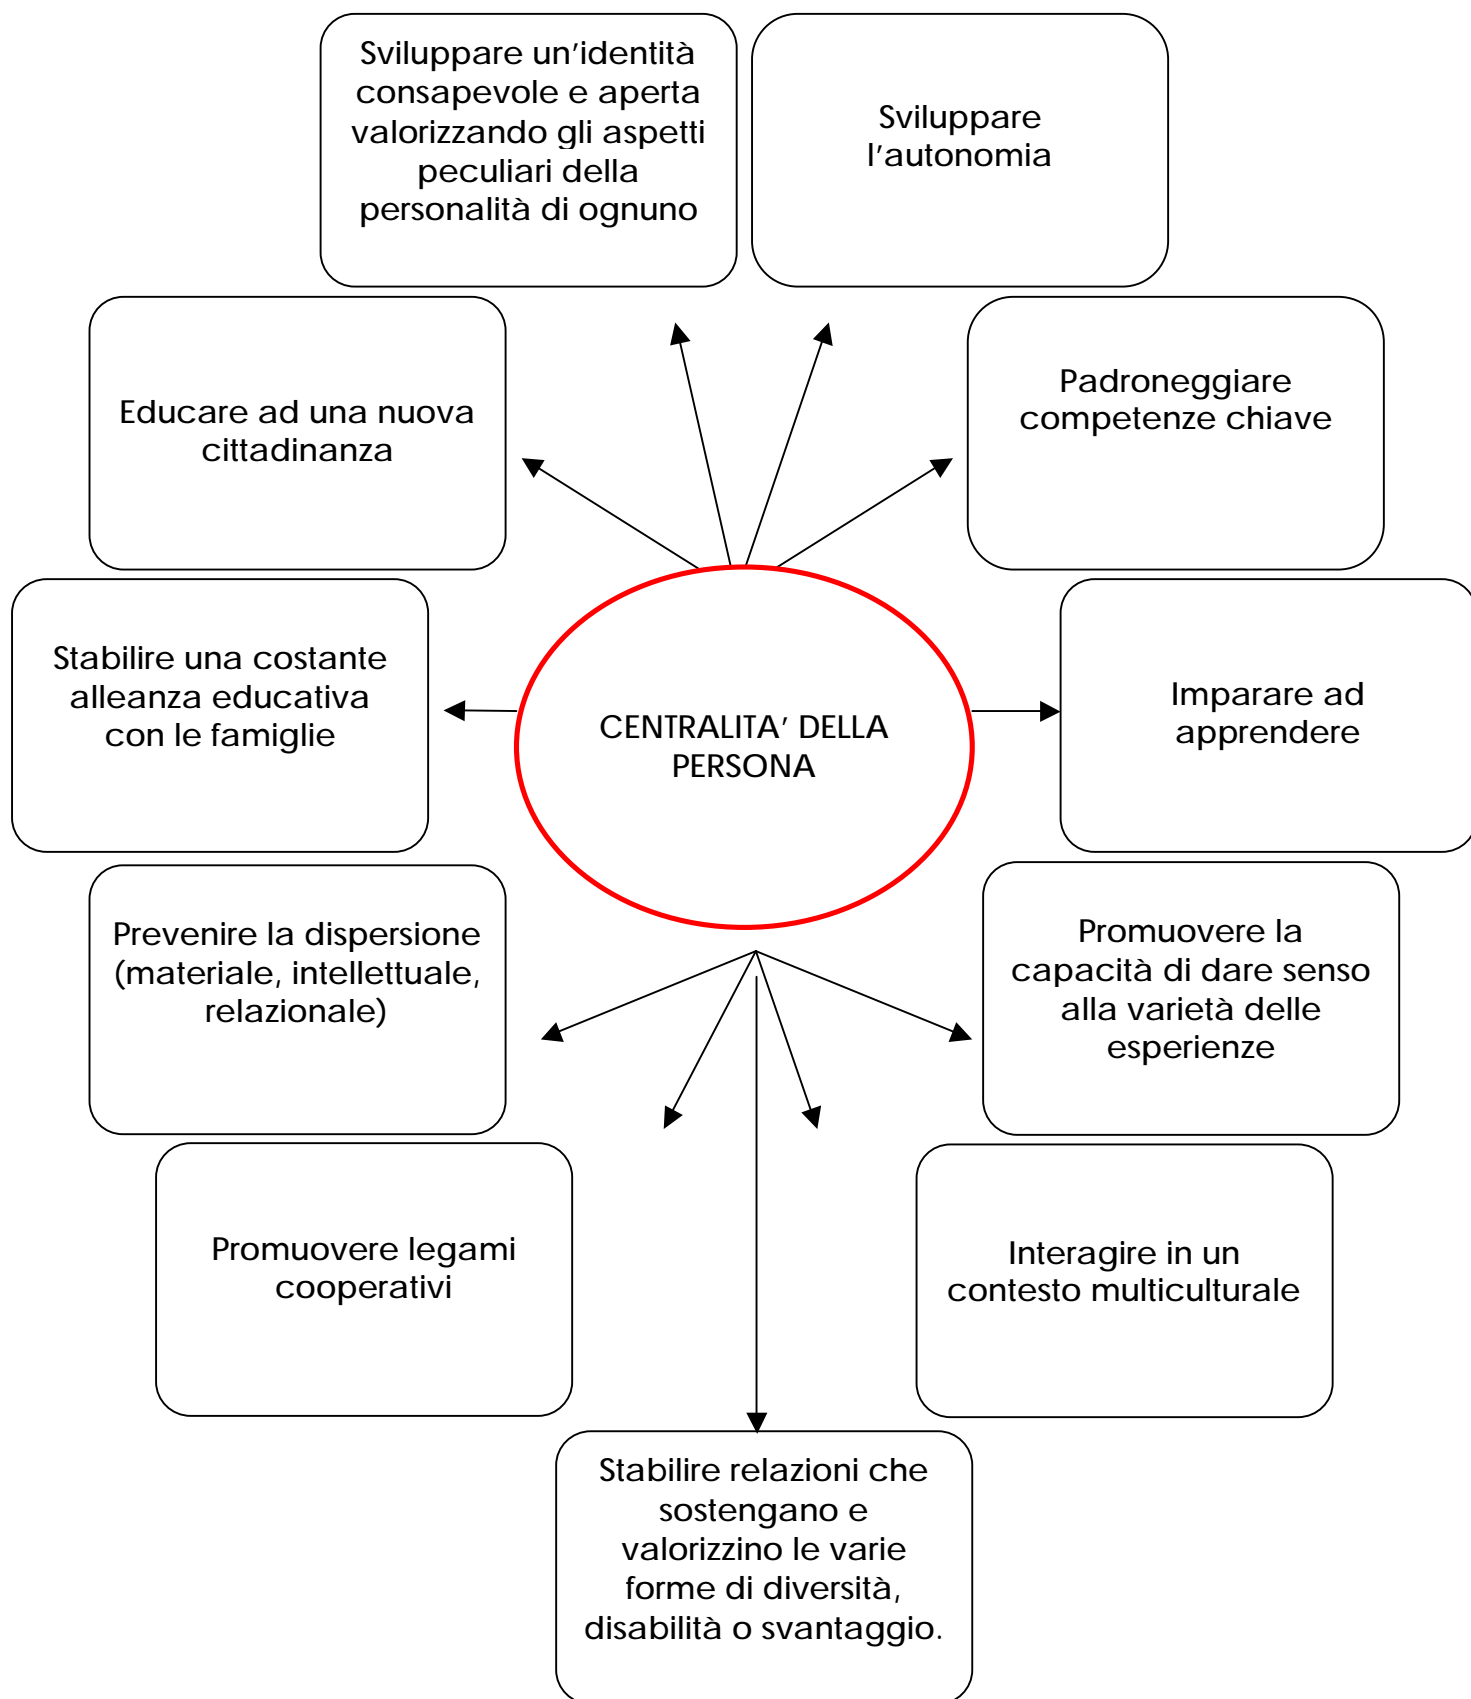 Sviluppare un’identità
consapevole e aperta
valorizzando gli aspetti
peculiari della
personalità di ognuno
Sviluppare
l’autonomia
Educare ad una nuova
cittadinanza
Padroneggiare
competenze chiave
Stabilire una costante
alleanza educativa
con le famiglie
CENTRALITA’ DELLA
PERSONA
Imparare ad
apprendere
Prevenire la dispersione
(materiale, intellettuale,
relazionale)
Promuovere la
capacità di dare senso
alla varietà delle
esperienze
Promuovere legami
cooperativi
Interagire in un
contesto multiculturale
Stabilire relazioni che
sostengano e
valorizzino le varie
forme di diversità,
disabilità o svantaggio.